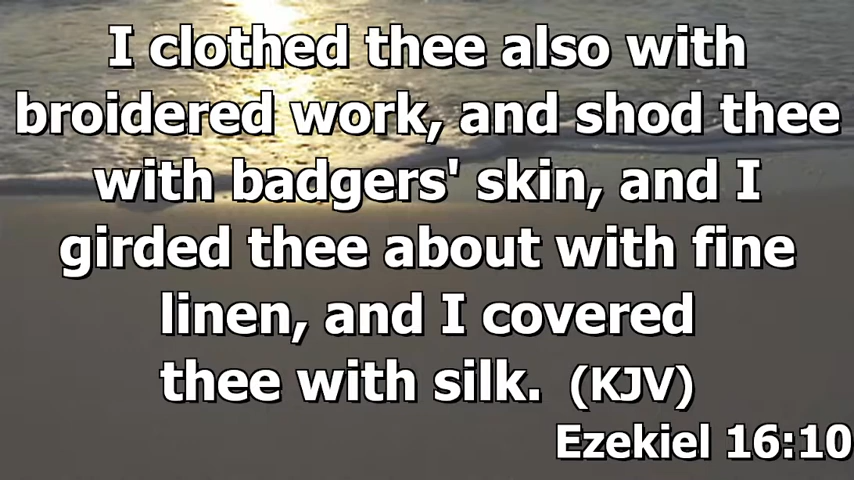 I clothed thee also with
broidered work, and shod thee
with badgers' skin, and I
girded thee about with fine
linen, and I covered
thee with silk. (KJV)
Ezekiel 16:10